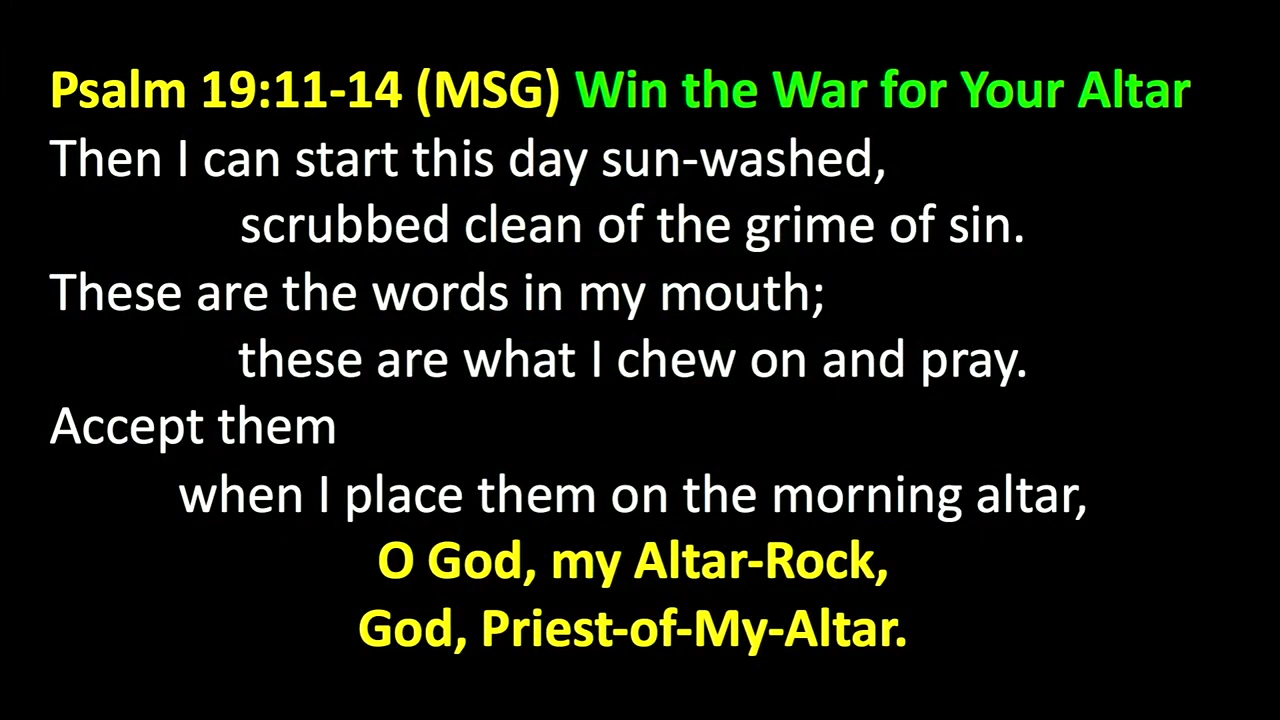 Psalm 19:11-14 (MSG) Win the War for Your Altar
Then I can start this day sun-washed,
scrubbed clean of the grime of sin.
These are the words in my mouth;
these are what I chew on and pray.
Accept them
when I place them on the morning altar,
O God, my Altar-Rock,
God, Priest-of-My-Altar.